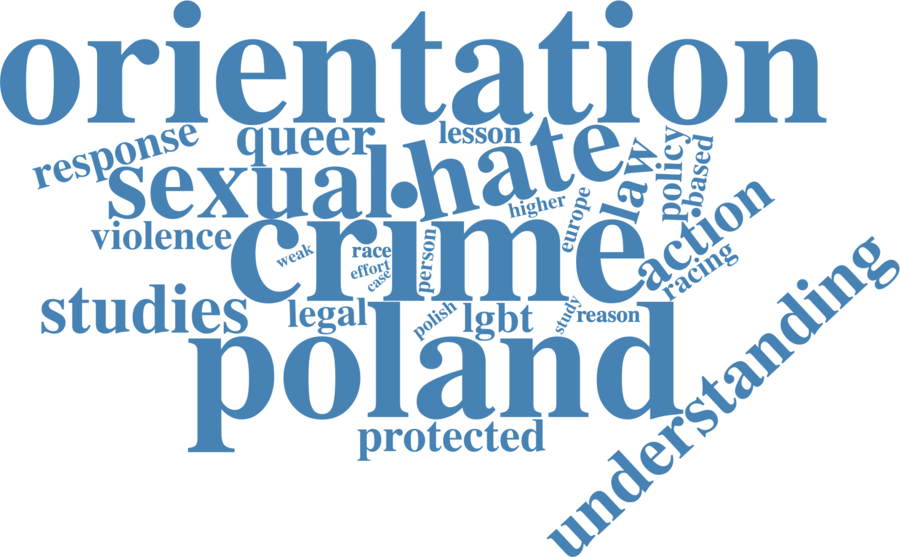 orientation
response
queer
lesson
hate
law
policy
based
sexual
higher
europe
violence
crime
action
weak
race
effort
case
person
racing
understanding
studies
legal
polish
lgbt
study
reason
poland
protected